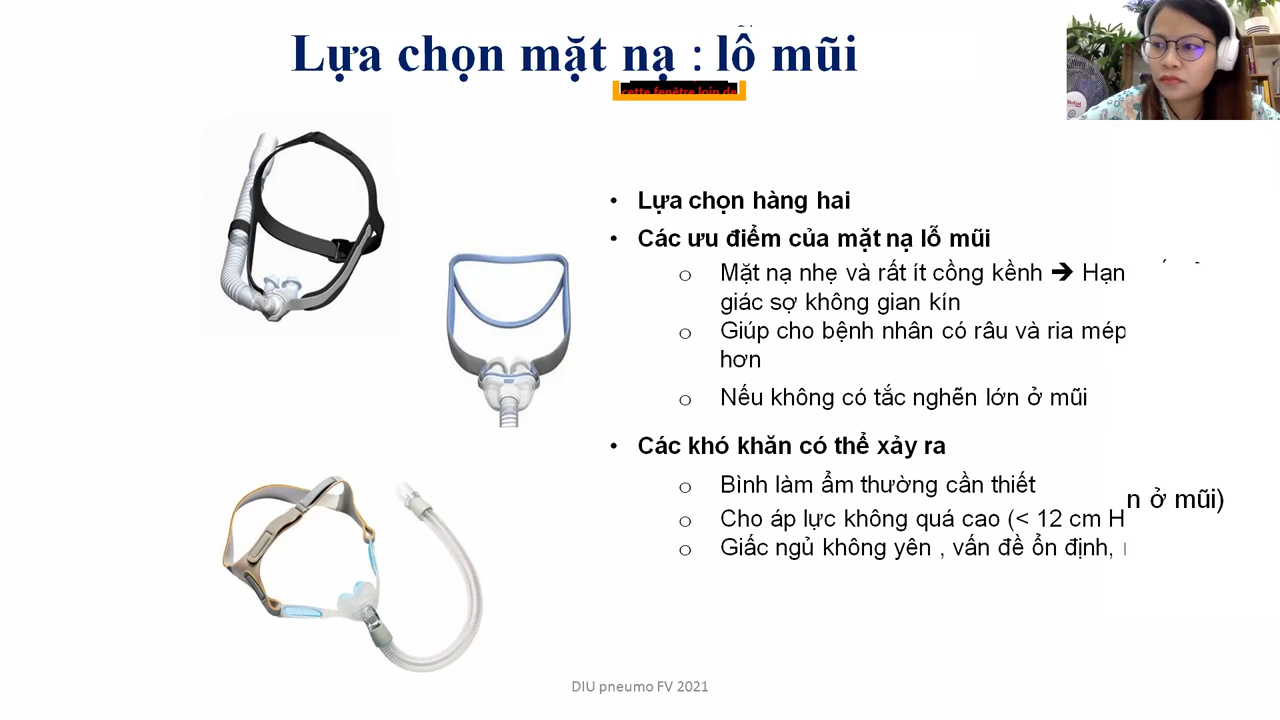 Lựa chọn mặt nạ : lỗ mũi
cette fenêtre loin de
• Lựa chọn hàng hai
• Các ưu điểm của mặt nạ lỗ mũi
o Mặt nạ nhẹ và rất ít cồng kềnh ➔ Hạn
giác sợ không gian kín
o Giúp cho bệnh nhân có râu và ria mép
hơn
o Nếu không có tắc nghẽn lớn ở mũi
• Các khó khăn có thể xảy ra
o Bình làm ẩm thường cần thiết
n ở mũi)
o Cho áp lực không quá cao (< 12 cm H
o Giấc ngủ không yên , vấn đề ổn định,
DIU pneumo FV 2021